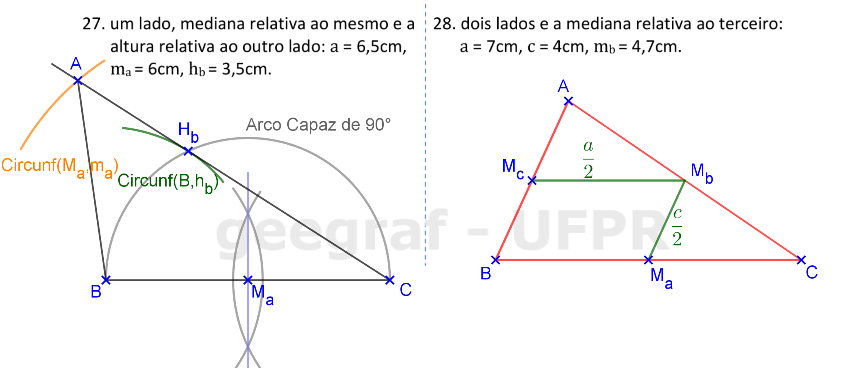 27. um lado, mediana relativa ao mesmo e a
altura relativa ao outro lado: a = 6,5cm,
mₐ = 6cm, h_b = 3,5cm.
A
H_b
Arco Capaz de 90°
Circunf(Mₐ,mₐ)
Circunf(B,h_b)
B
Mₐ
C
28. dois lados e a mediana relativa ao terceiro:
a = 7cm, c = 4cm, m_b = 4,7cm.
A
a
2
M_c
M_b
c
2
B
Mₐ
C
geegraf - UFPR